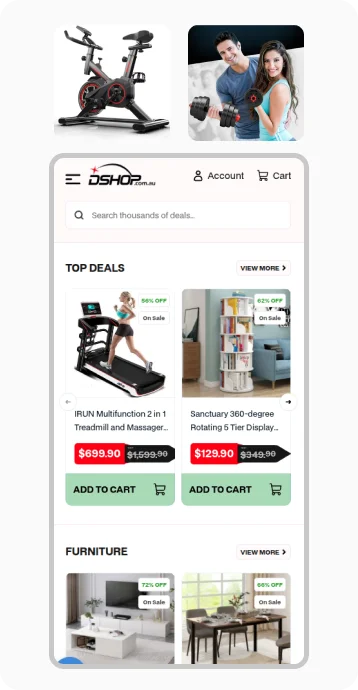 DSHOP.com.au
Account
Cart
Search thousands of deals..
TOP DEALS
VIEW MORE
56% OFF
On Sale
62% OFF
On Sale
IRUN Multifunction 2 in 1
Treadmill and Massager...
Sanctuary 360-degree
Rotating 5 Tier Display...
$699.90
$1,599.90
$129.90
$349.90
ADD TO CART
ADD TO CART
FURNITURE
VIEW MORE
72% OFF
On Sale
66% OFF
On Sale